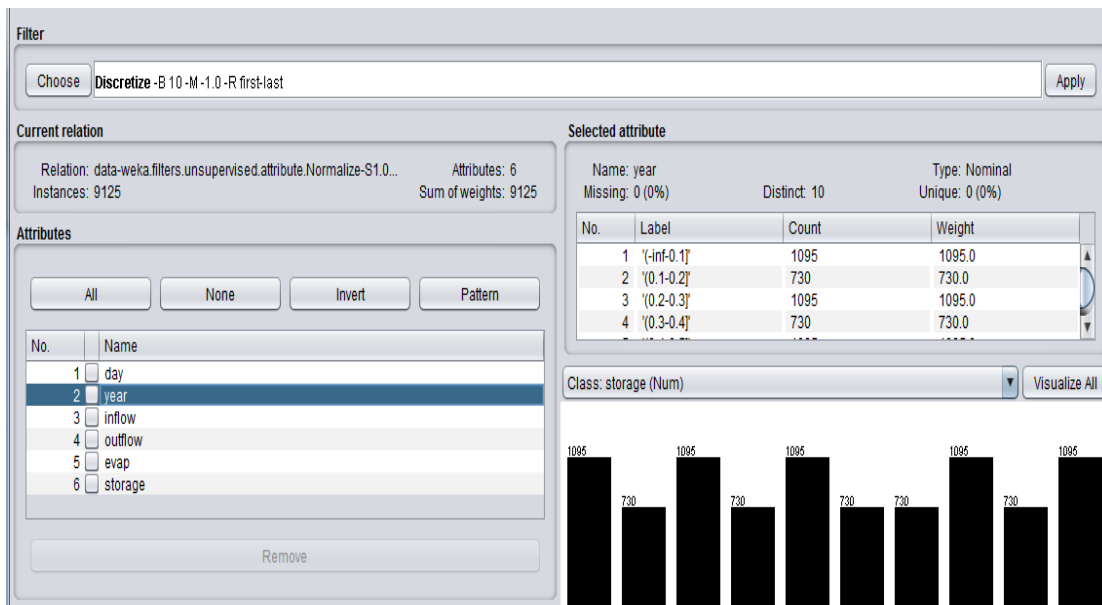 Filter
Choose Discretize -B 10 -M -1.0 -R first-last Apply
Current relation
Relation: data-weka.filters.unsupervised.attribute.Normalize-S1.0... Attributes: 6
Instances: 9125 Sum of weights: 9125
Attributes
All None Invert Pattern
No. Name
1 day
2 year
3 inflow
4 outflow
5 evap
6 storage
Remove
Selected attribute
Name: year Type: Nominal
Missing: 0 (0%) Distinct: 10 Unique: 0 (0%)
No. Label Count Weight
1 '(-inf-0.1]' 1095 1095.0
2 '(0.1-0.2]' 730 730.0
3 '(0.2-0.3]' 1095 1095.0
4 '(0.3-0.4]' 730 730.0
Class: storage (Num) Visualize All
1095 730 1095 730 1095 730 730 1095 730 1095